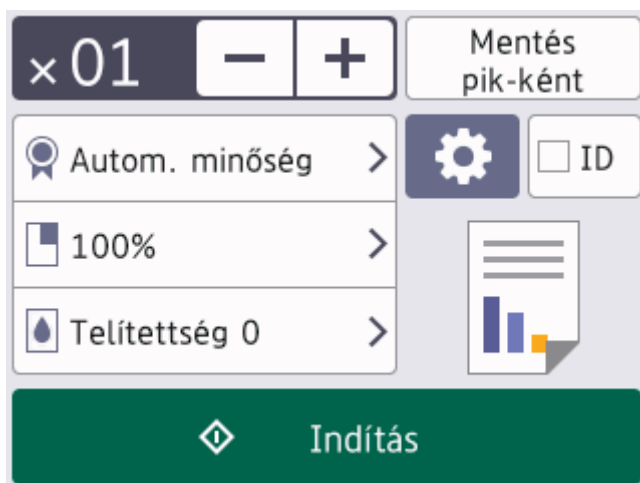 ×01 − +
Mentés
pik-ként
Autom. minőség
ID
100%
Telítettség 0
Indítás